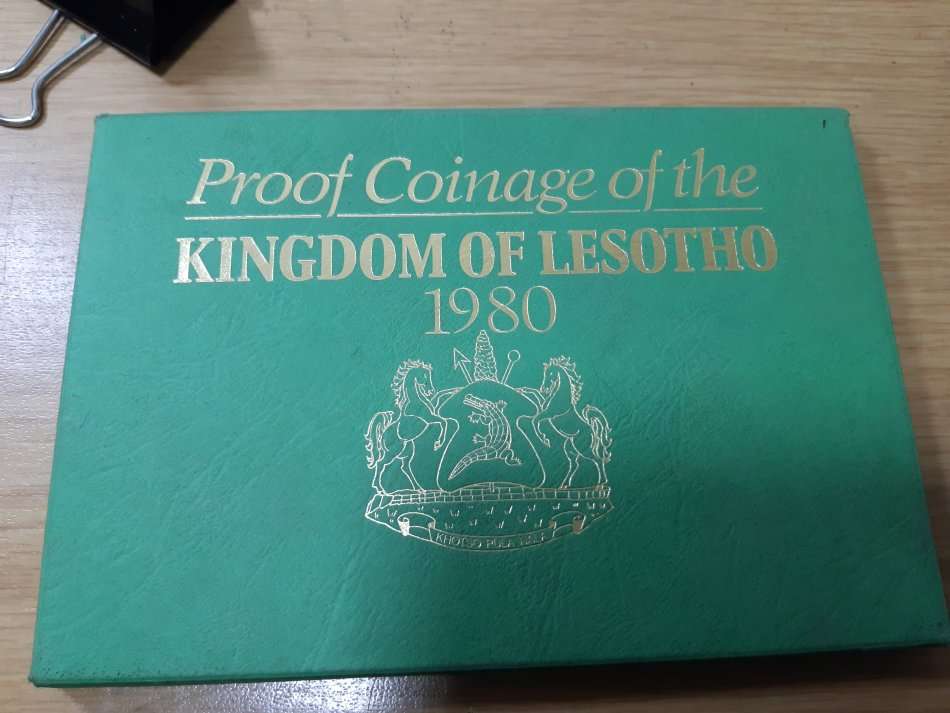 Proof Coinage of the
KINGDOM OF LESOTHO
1980
KHOTSO PULA NALA